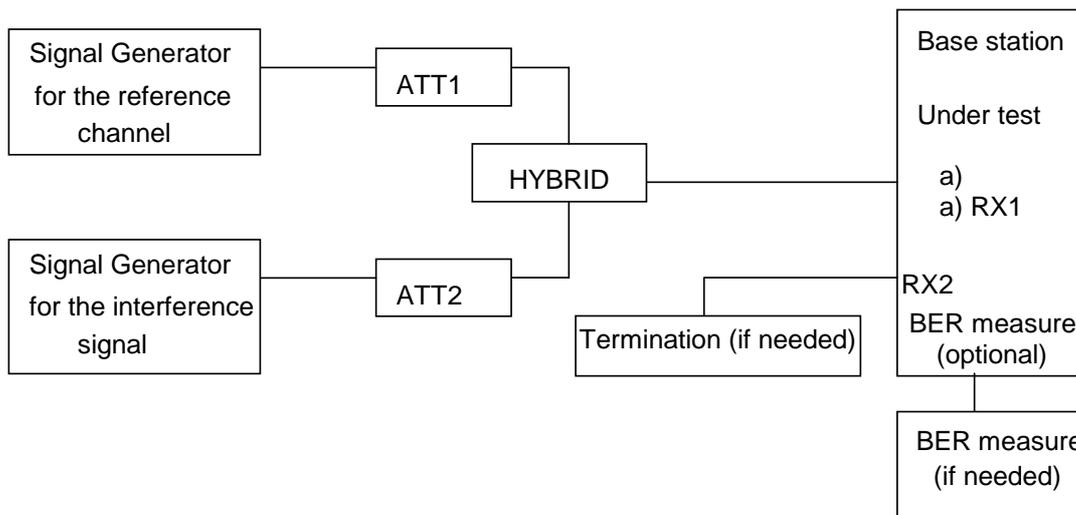 Signal Generator
for the reference
channel
ATT1
HYBRID
Signal Generator
for the interference
signal
ATT2
Termination (if needed)
Base station
Under test
a)
a) RX1
RX2
BER measure
(optional)
BER measure
(if needed)